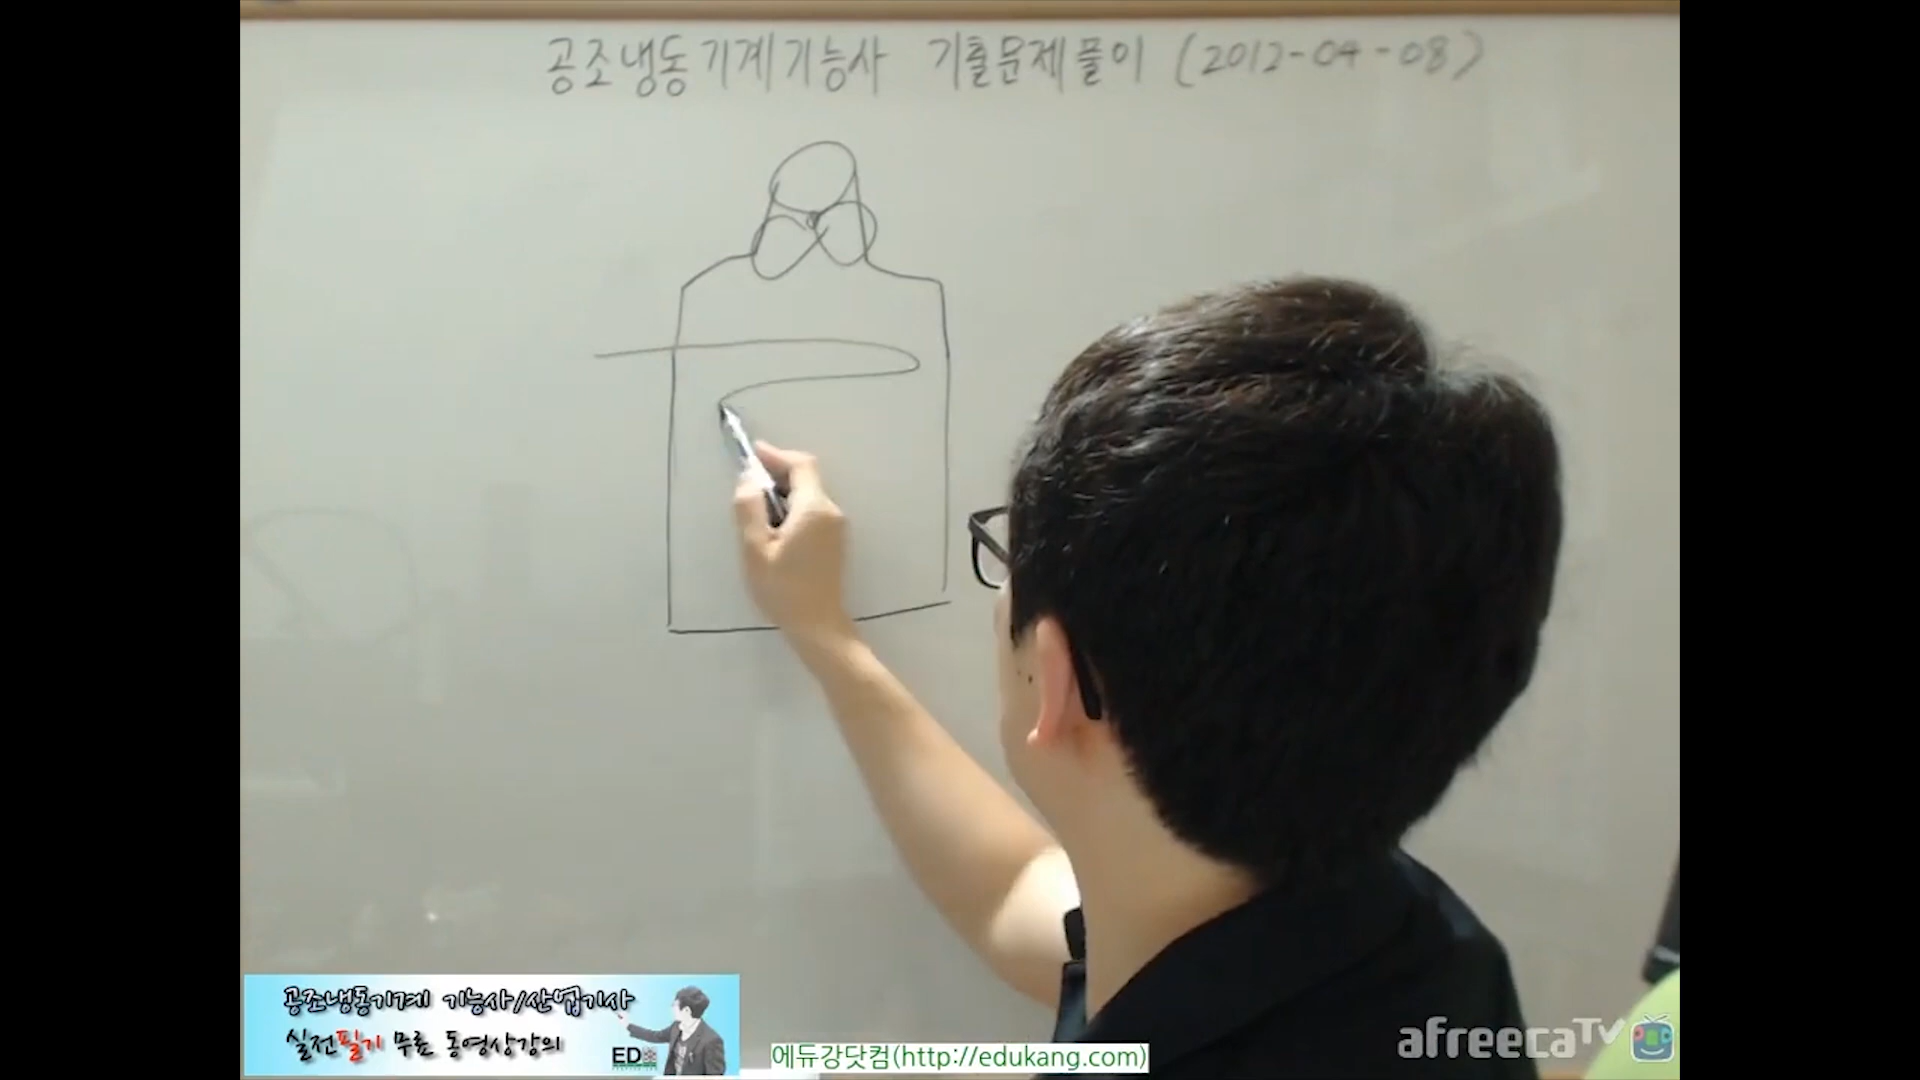 공조냉동기계기능사 기출문제풀이 (2012-04-08)
공조냉동기계 기능사/산업기사
실전필기 무료 동영상강의
에듀강닷컴(http://edukang.com)
afreecaTV